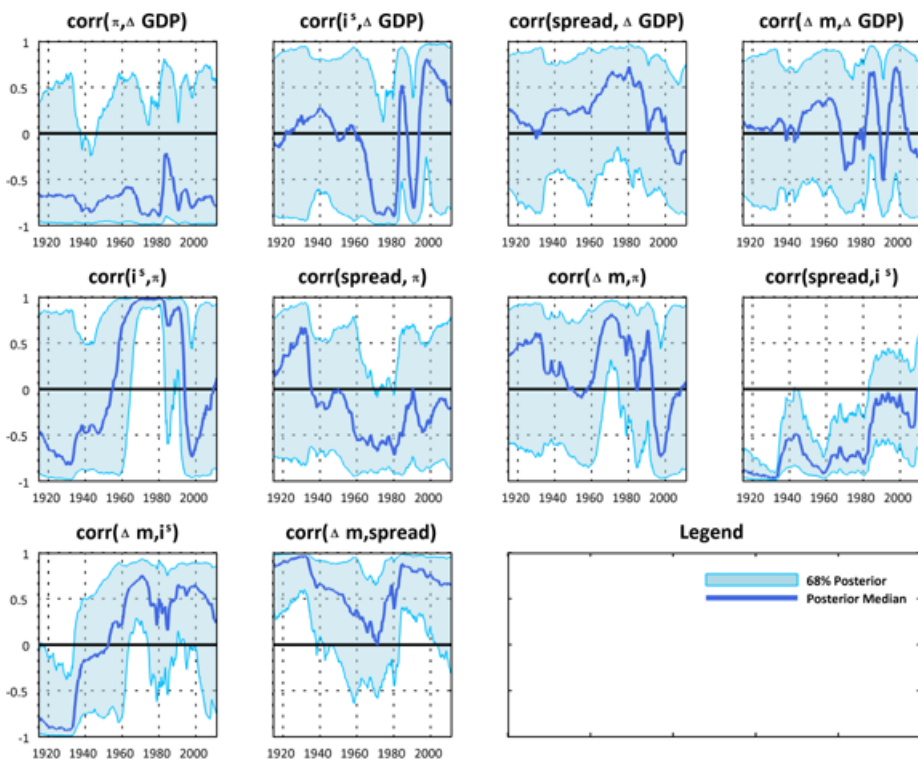 corr(π,Δ GDP) corr(iˢ,Δ GDP) corr(spread, Δ GDP) corr(Δ m,Δ GDP)
1
0.5
0
-0.5
-1
1920 1940 1960 1980 2000 1920 1940 1960 1980 2000 1920 1940 1960 1980 2000 1920 1940 1960 1980 2000
corr(iˢ,π) corr(spread, π) corr(Δ m,π) corr(spread,iˢ)
1
0.5
0
-0.5
-1
1920 1940 1960 1980 2000 1920 1940 1960 1980 2000 1920 1940 1960 1980 2000 1920 1940 1960 1980 2000
corr(Δ m,iˢ) corr(Δ m,spread) Legend
1
0.5
0
-0.5
-1
68% Posterior
Posterior Median
1920 1940 1960 1980 2000 1920 1940 1960 1980 2000